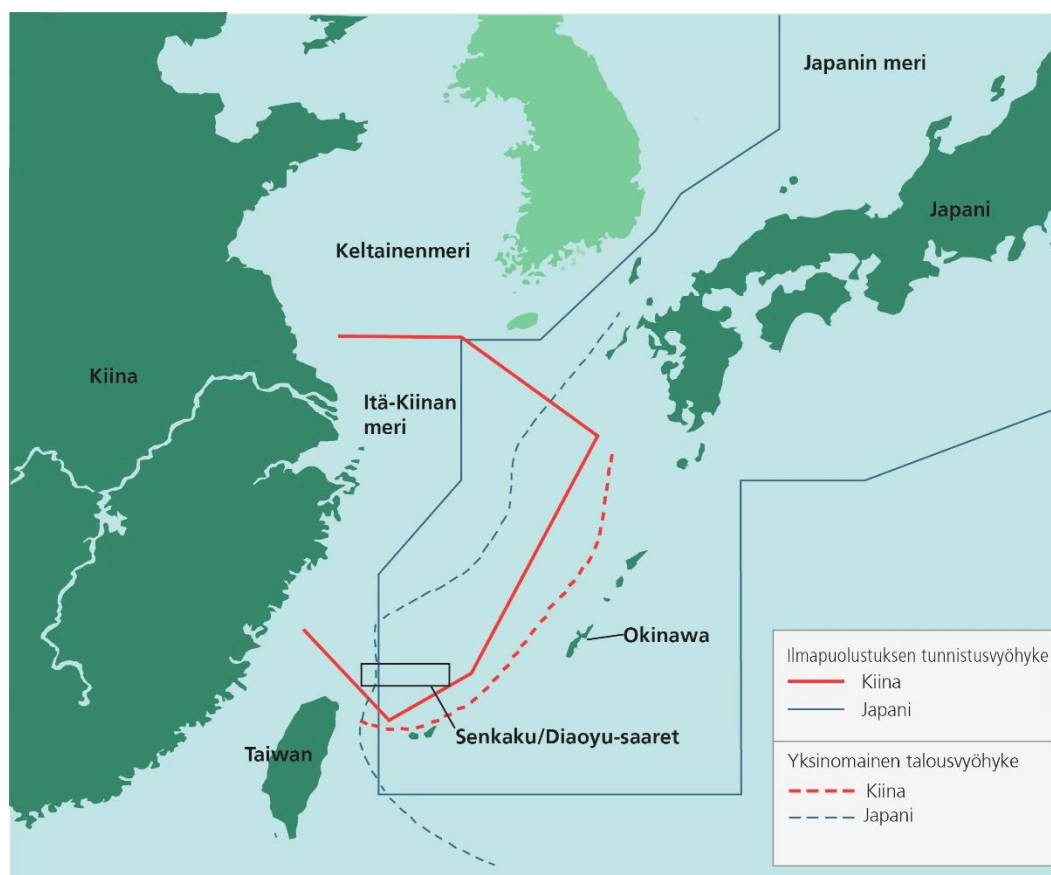 Japanin meri
Japani
Keltainenmeri
Kiina
Itä-Kiinan
meri
Okinawa
Senkaku/Diaoyu-saaret
Taiwan
Ilmapuolustuksen tunnistusvyöhyke
Kiina
Japani
Yksinomainen talousvyöhyke
Kiina
Japani